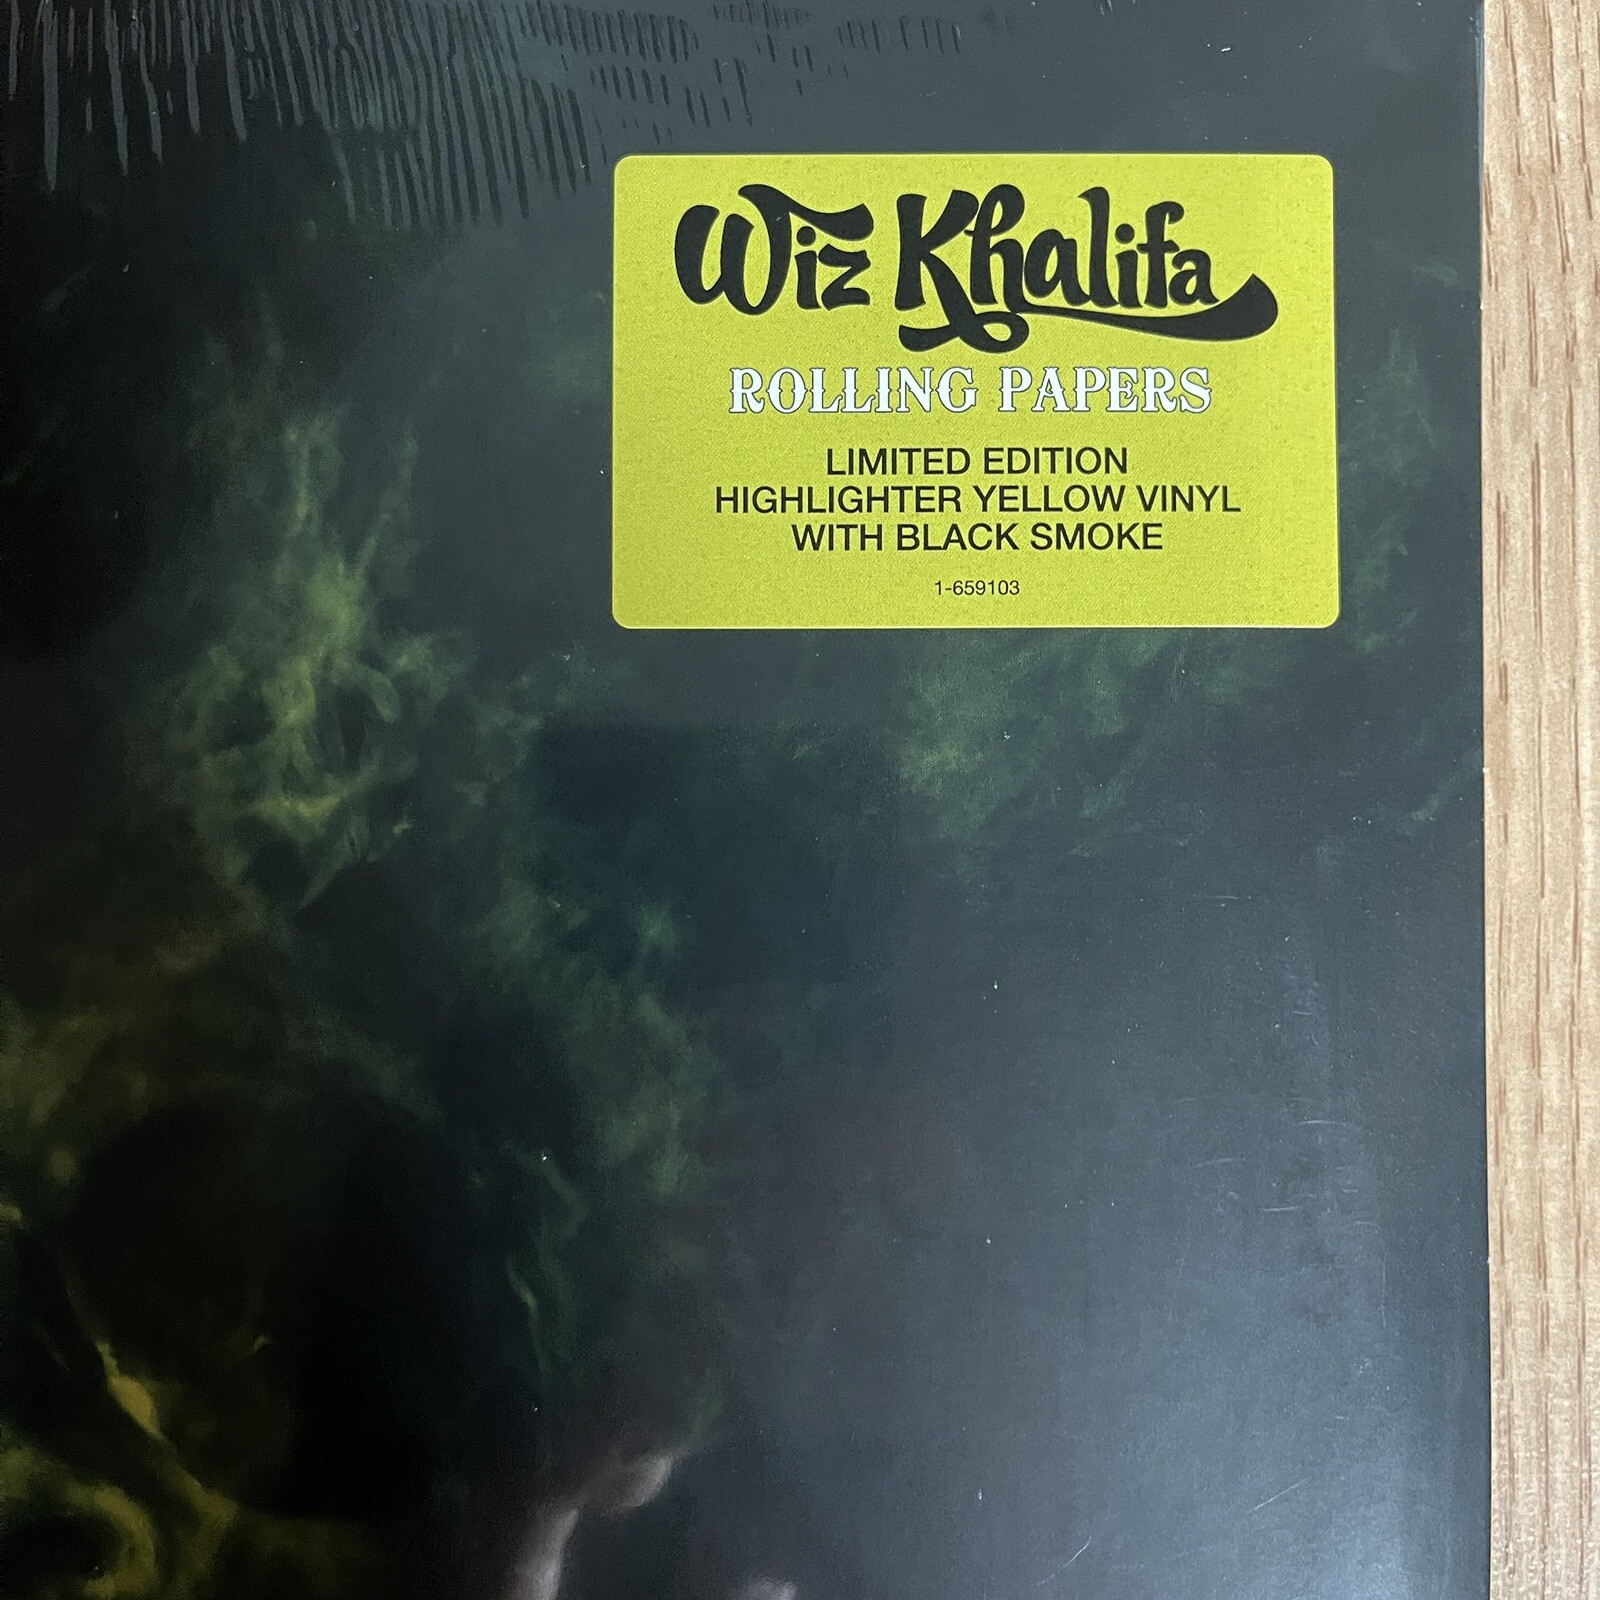 Wiz Khalifa
ROLLING PAPERS
LIMITED EDITION
HIGHLIGHTER YELLOW VINYL
WITH BLACK SMOKE
1-659103